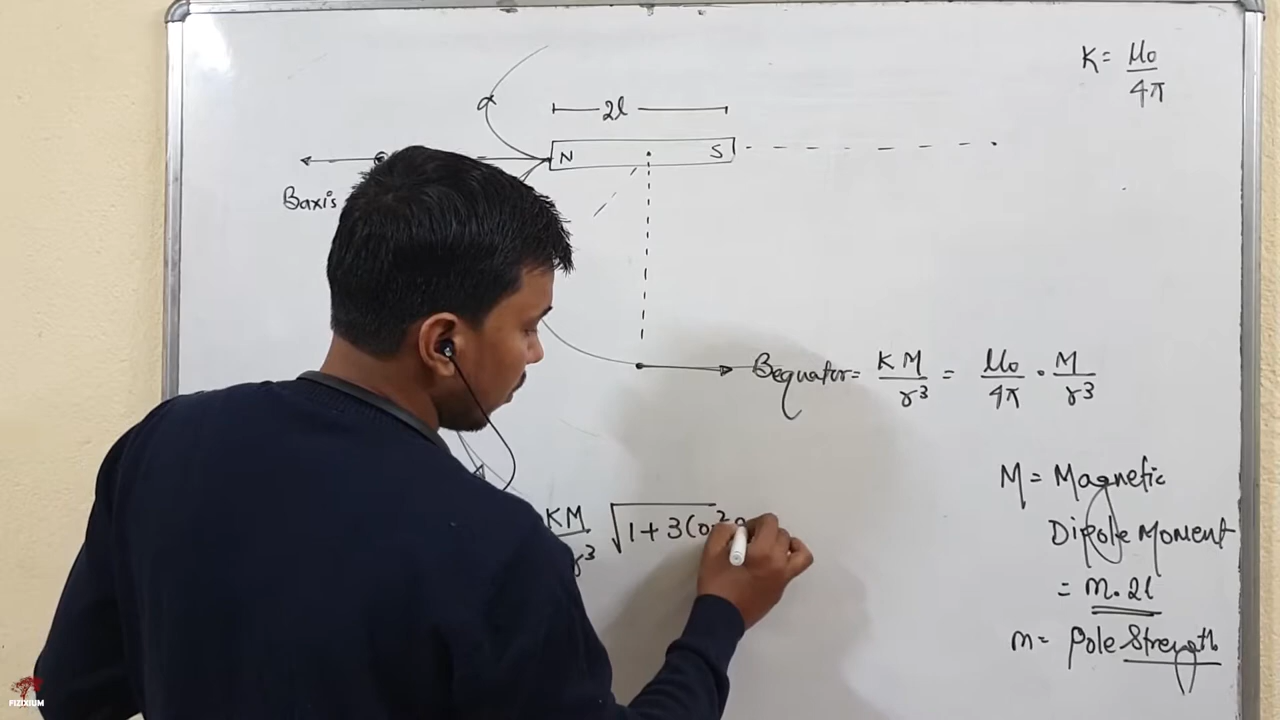 K = μ₀/4π
2l
N S
Baxis
Bequator = KM/r³ = μ₀/4π · M/r³
M = Magnetic
Dipole Moment
= m.2l
m = Pole Strength
KM/r³ √1+3Cos²
FIZIXIUM